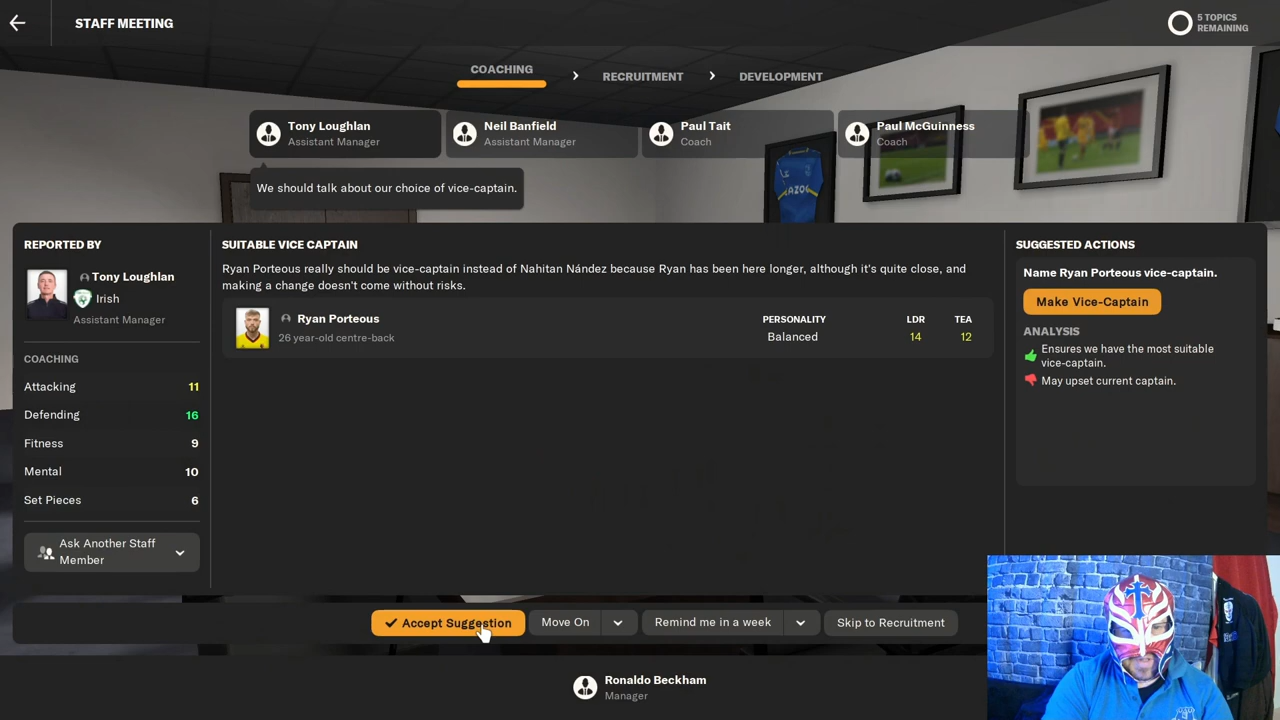 STAFF MEETING
5 TOPICS
REMAINING
COACHING
RECRUITMENT
DEVELOPMENT
Tony Loughlan
Assistant Manager
Neil Banfield
Assistant Manager
Paul Tait
Coach
Paul McGuinness
Coach
We should talk about our choice of vice-captain.
LAZOG
REPORTED BY
Tony Loughlan
Irish
Assistant Manager
COACHING
Attacking 11
Defending 16
Fitness 9
Mental 10
Set Pieces 6
Ask Another Staff
Member
SUITABLE VICE CAPTAIN
Ryan Porteous really should be vice-captain instead of Nahitan Nández because Ryan has been here longer, although it's quite close, and
making a change doesn't come without risks.
Ryan Porteous
26 year-old centre-back
PERSONALITY LDR TEA
Balanced 14 12
SUGGESTED ACTIONS
Name Ryan Porteous vice-captain.
Make Vice-Captain
ANALYSIS
Ensures we have the most suitable
vice-captain.
May upset current captain.
Accept Suggestion
Move On
Remind me in a week
Skip to Recruitment
Ronaldo Beckham
Manager